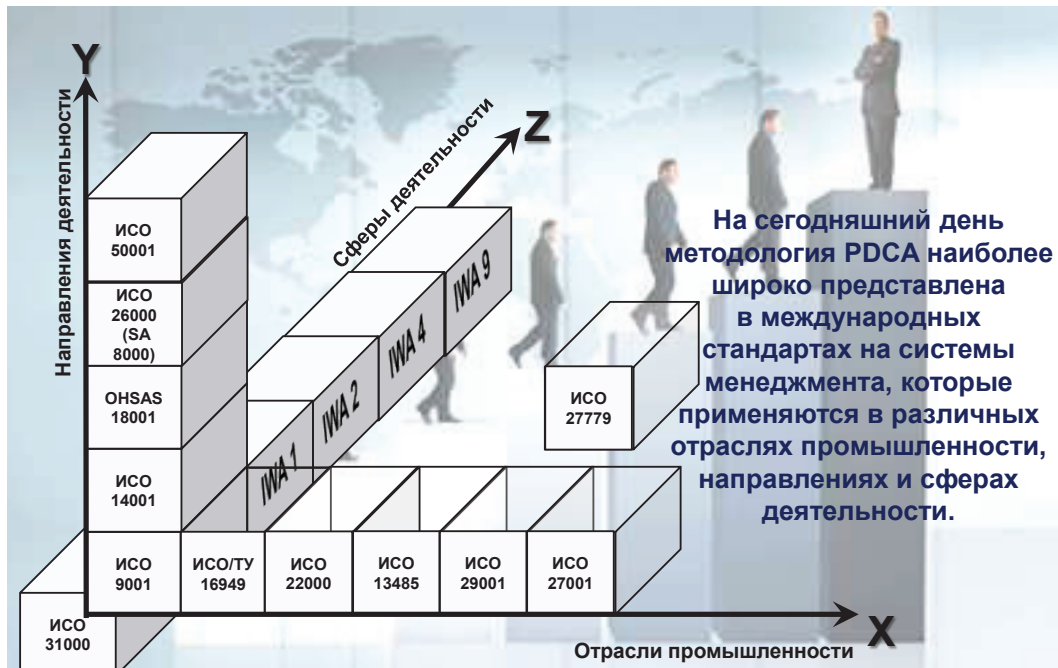 Y
Направления деятельности
Z
Сферы деятельности
ИСО
50001
ИСО
26000
(SA
8000)
OHSAS
18001
ИСО
14001
ИСО
9001
ИСО/ТУ
16949
ИСО
22000
ИСО
13485
ИСО
29001
ИСО
27001
ИСО
31000
IWA 1
IWA 2
IWA 4
IWA 9
ИСО
27779
На сегодняшний день
методология PDCA наиболее
широко представлена
в международных
стандартах на системы
менеджмента, которые
применяются в различных
отраслях промышленности,
направлениях и сферах
деятельности.
X
Отрасли промышленности